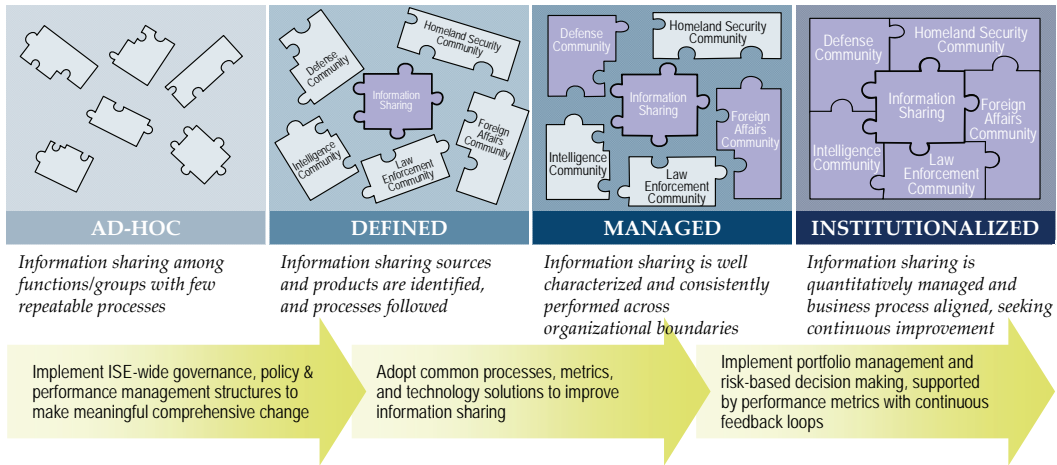 Defense
Community
Homeland Security
Community
Information
Sharing
Intelligence
Community
Law
Enforcement
Community
Foreign
Affairs
Community
Defense
Community
Homeland Security
Community
Information
Sharing
Foreign
Affairs
Community
Intelligence
Community
Law
Enforcement
Community
Defense
Community
Homeland Security
Community
Information
Sharing
Foreign
Affairs
Community
Intelligence
Community
Law
Enforcement
Community
AD-HOC
DEFINED
MANAGED
INSTITUTIONALIZED
Information sharing among
functions/groups with few
repeatable processes
Information sharing sources
and products are identified,
and processes followed
Information sharing is well
characterized and consistently
performed across
organizational boundaries
Information sharing is
quantitatively managed and
business process aligned, seeking
continuous improvement
Implement ISE-wide governance, policy &
performance management structures to
make meaningful comprehensive change
Adopt common processes, metrics,
and technology solutions to improve
information sharing
Implement portfolio management and
risk-based decision making, supported
by performance metrics with continuous
feedback loops